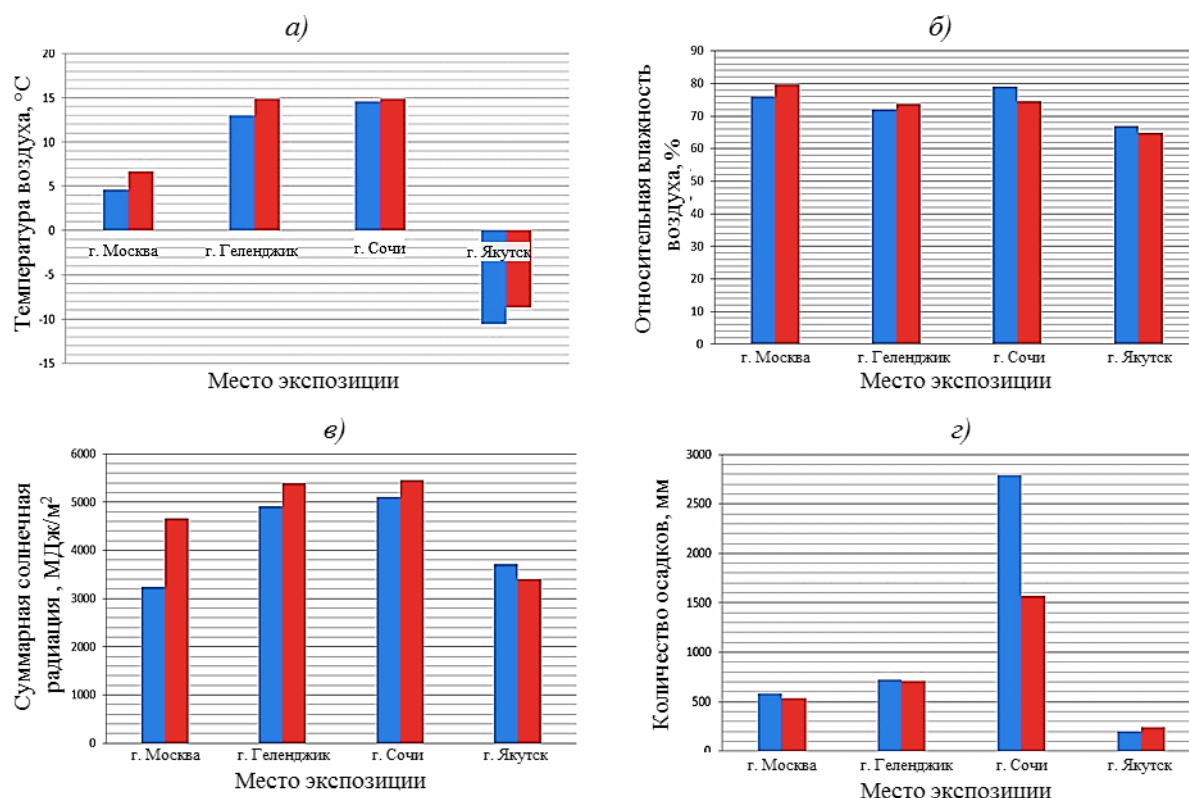 а)
Температура воздуха, °С
20
15
10
5
0
-5
-10
-15
г. Москва
г. Геленджик
г. Сочи
г. Якутск
Место экспозиции
б)
Относительная влажность
воздуха, %
90
80
70
60
50
40
30
20
10
0
г. Москва
г. Геленджик
г. Сочи
г. Якутск
Место экспозиции
в)
Суммарная солнечная
радиация , МДж/м²
6000
5000
4000
3000
2000
1000
0
г. Москва
г. Геленджик
г. Сочи
г. Якутск
Место экспозиции
г)
Количество осадков, мм
3000
2500
2000
1500
1000
500
0
г. Москва
г. Геленджик
г. Сочи
г. Якутск
Место экспозиции